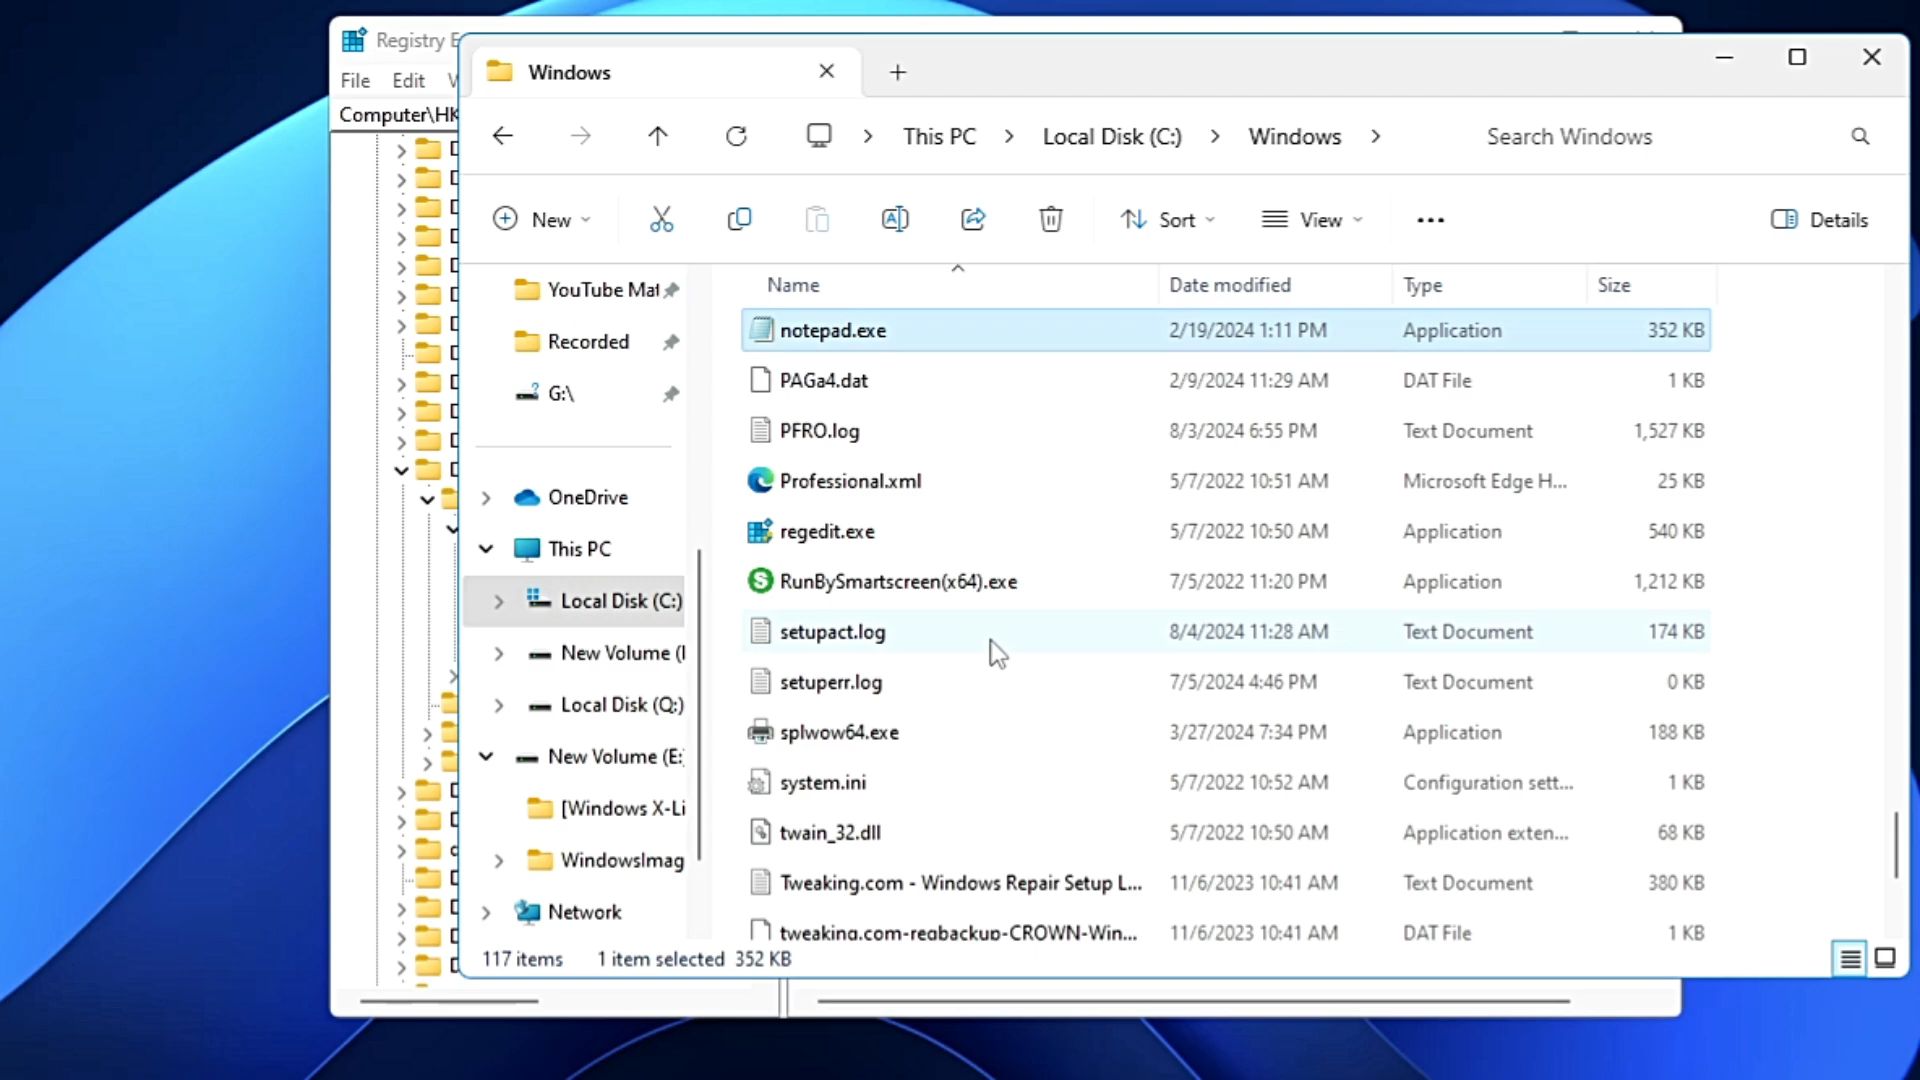 Registry E
File Edit V
Computer\HK
Windows
This PC Local Disk (C:) Windows
Search Windows
New
Sort
View
Details
YouTube Mat
Recorded
G:\
OneDrive
This PC
Local Disk (C:)
New Volume (
Local Disk (Q:)
New Volume (E:
[Windows X-Li
WindowsImag
Network
Name Date modified Type Size
notepad.exe 2/19/2024 1:11 PM Application 352 KB
PAGa4.dat 2/9/2024 11:29 AM DAT File 1 KB
PFRO.log 8/3/2024 6:55 PM Text Document 1,527 KB
Professional.xml 5/7/2022 10:51 AM Microsoft Edge H... 25 KB
regedit.exe 5/7/2022 10:50 AM Application 540 KB
RunBySmartscreen(x64).exe 7/5/2022 11:20 PM Application 1,212 KB
setupact.log 8/4/2024 11:28 AM Text Document 174 KB
setuperr.log 7/5/2024 4:46 PM Text Document 0 KB
splwow64.exe 3/27/2024 7:34 PM Application 188 KB
system.ini 5/7/2022 10:52 AM Configuration sett... 1 KB
twain_32.dll 5/7/2022 10:50 AM Application exten... 68 KB
Tweaking.com - Windows Repair Setup L... 11/6/2023 10:41 AM Text Document 380 KB
tweaking.com-regbackup-CROWN-Win... 11/6/2023 10:41 AM DAT File 1 KB
117 items 1 item selected 352 KB